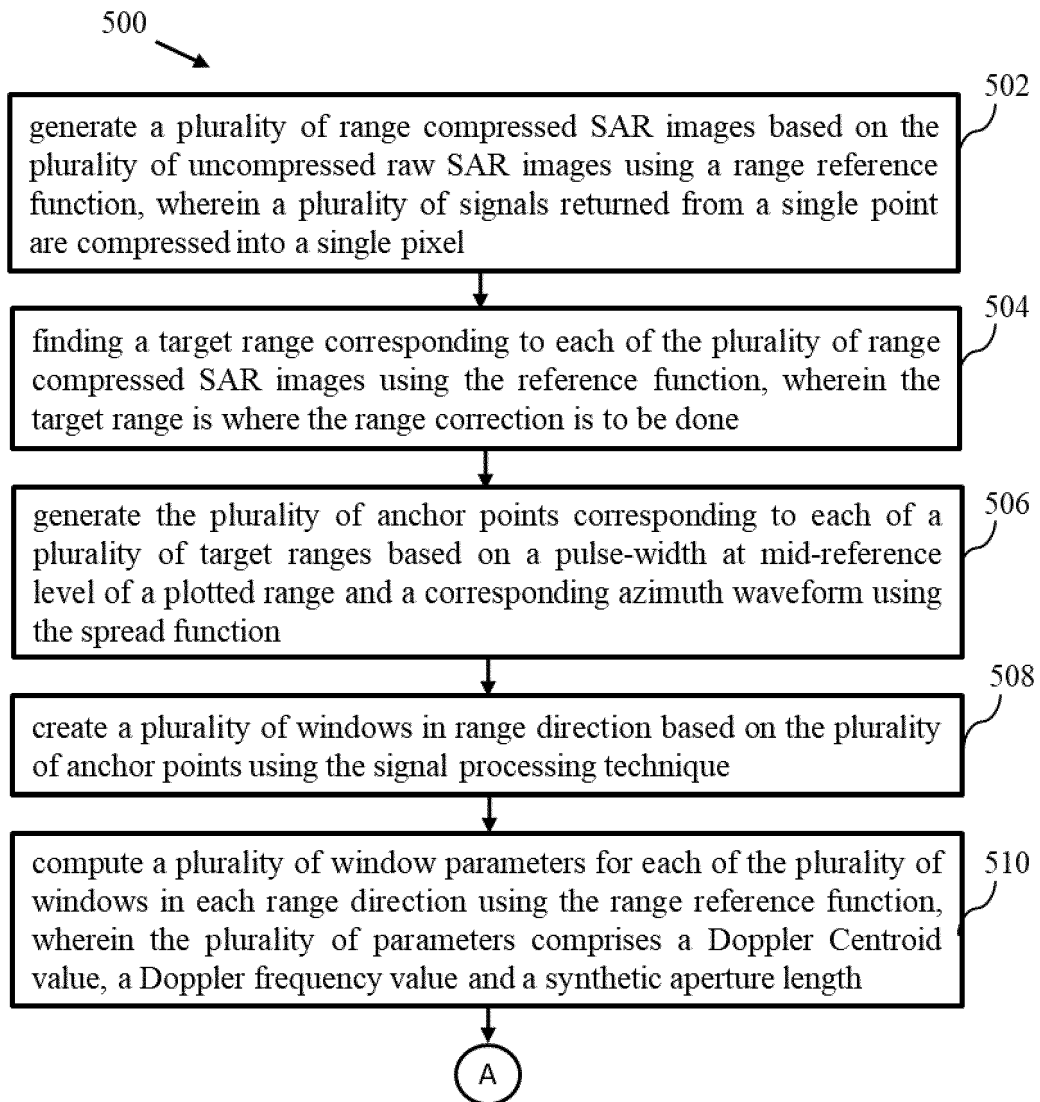 500
502
generate a plurality of range compressed SAR images based on the
plurality of uncompressed raw SAR images using a range reference
function, wherein a plurality of signals returned from a single point
are compressed into a single pixel
504
finding a target range corresponding to each of the plurality of range
compressed SAR images using the reference function, wherein the
target range is where the range correction is to be done
506
generate the plurality of anchor points corresponding to each of a
plurality of target ranges based on a pulse-width at mid-reference
level of a plotted range and a corresponding azimuth waveform using
the spread function
508
create a plurality of windows in range direction based on the plurality
of anchor points using the signal processing technique
510
compute a plurality of window parameters for each of the plurality of
windows in each range direction using the range reference function,
wherein the plurality of parameters comprises a Doppler Centroid
value, a Doppler frequency value and a synthetic aperture length
A